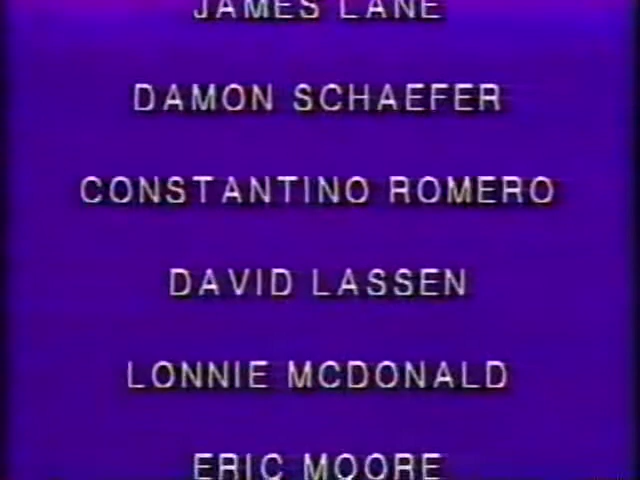 JAMES LANE
DAMON SCHAEFER
CONSTANTINO ROMERO
DAVID LASSEN
LONNIE MCDONALD
ERIC MOORE